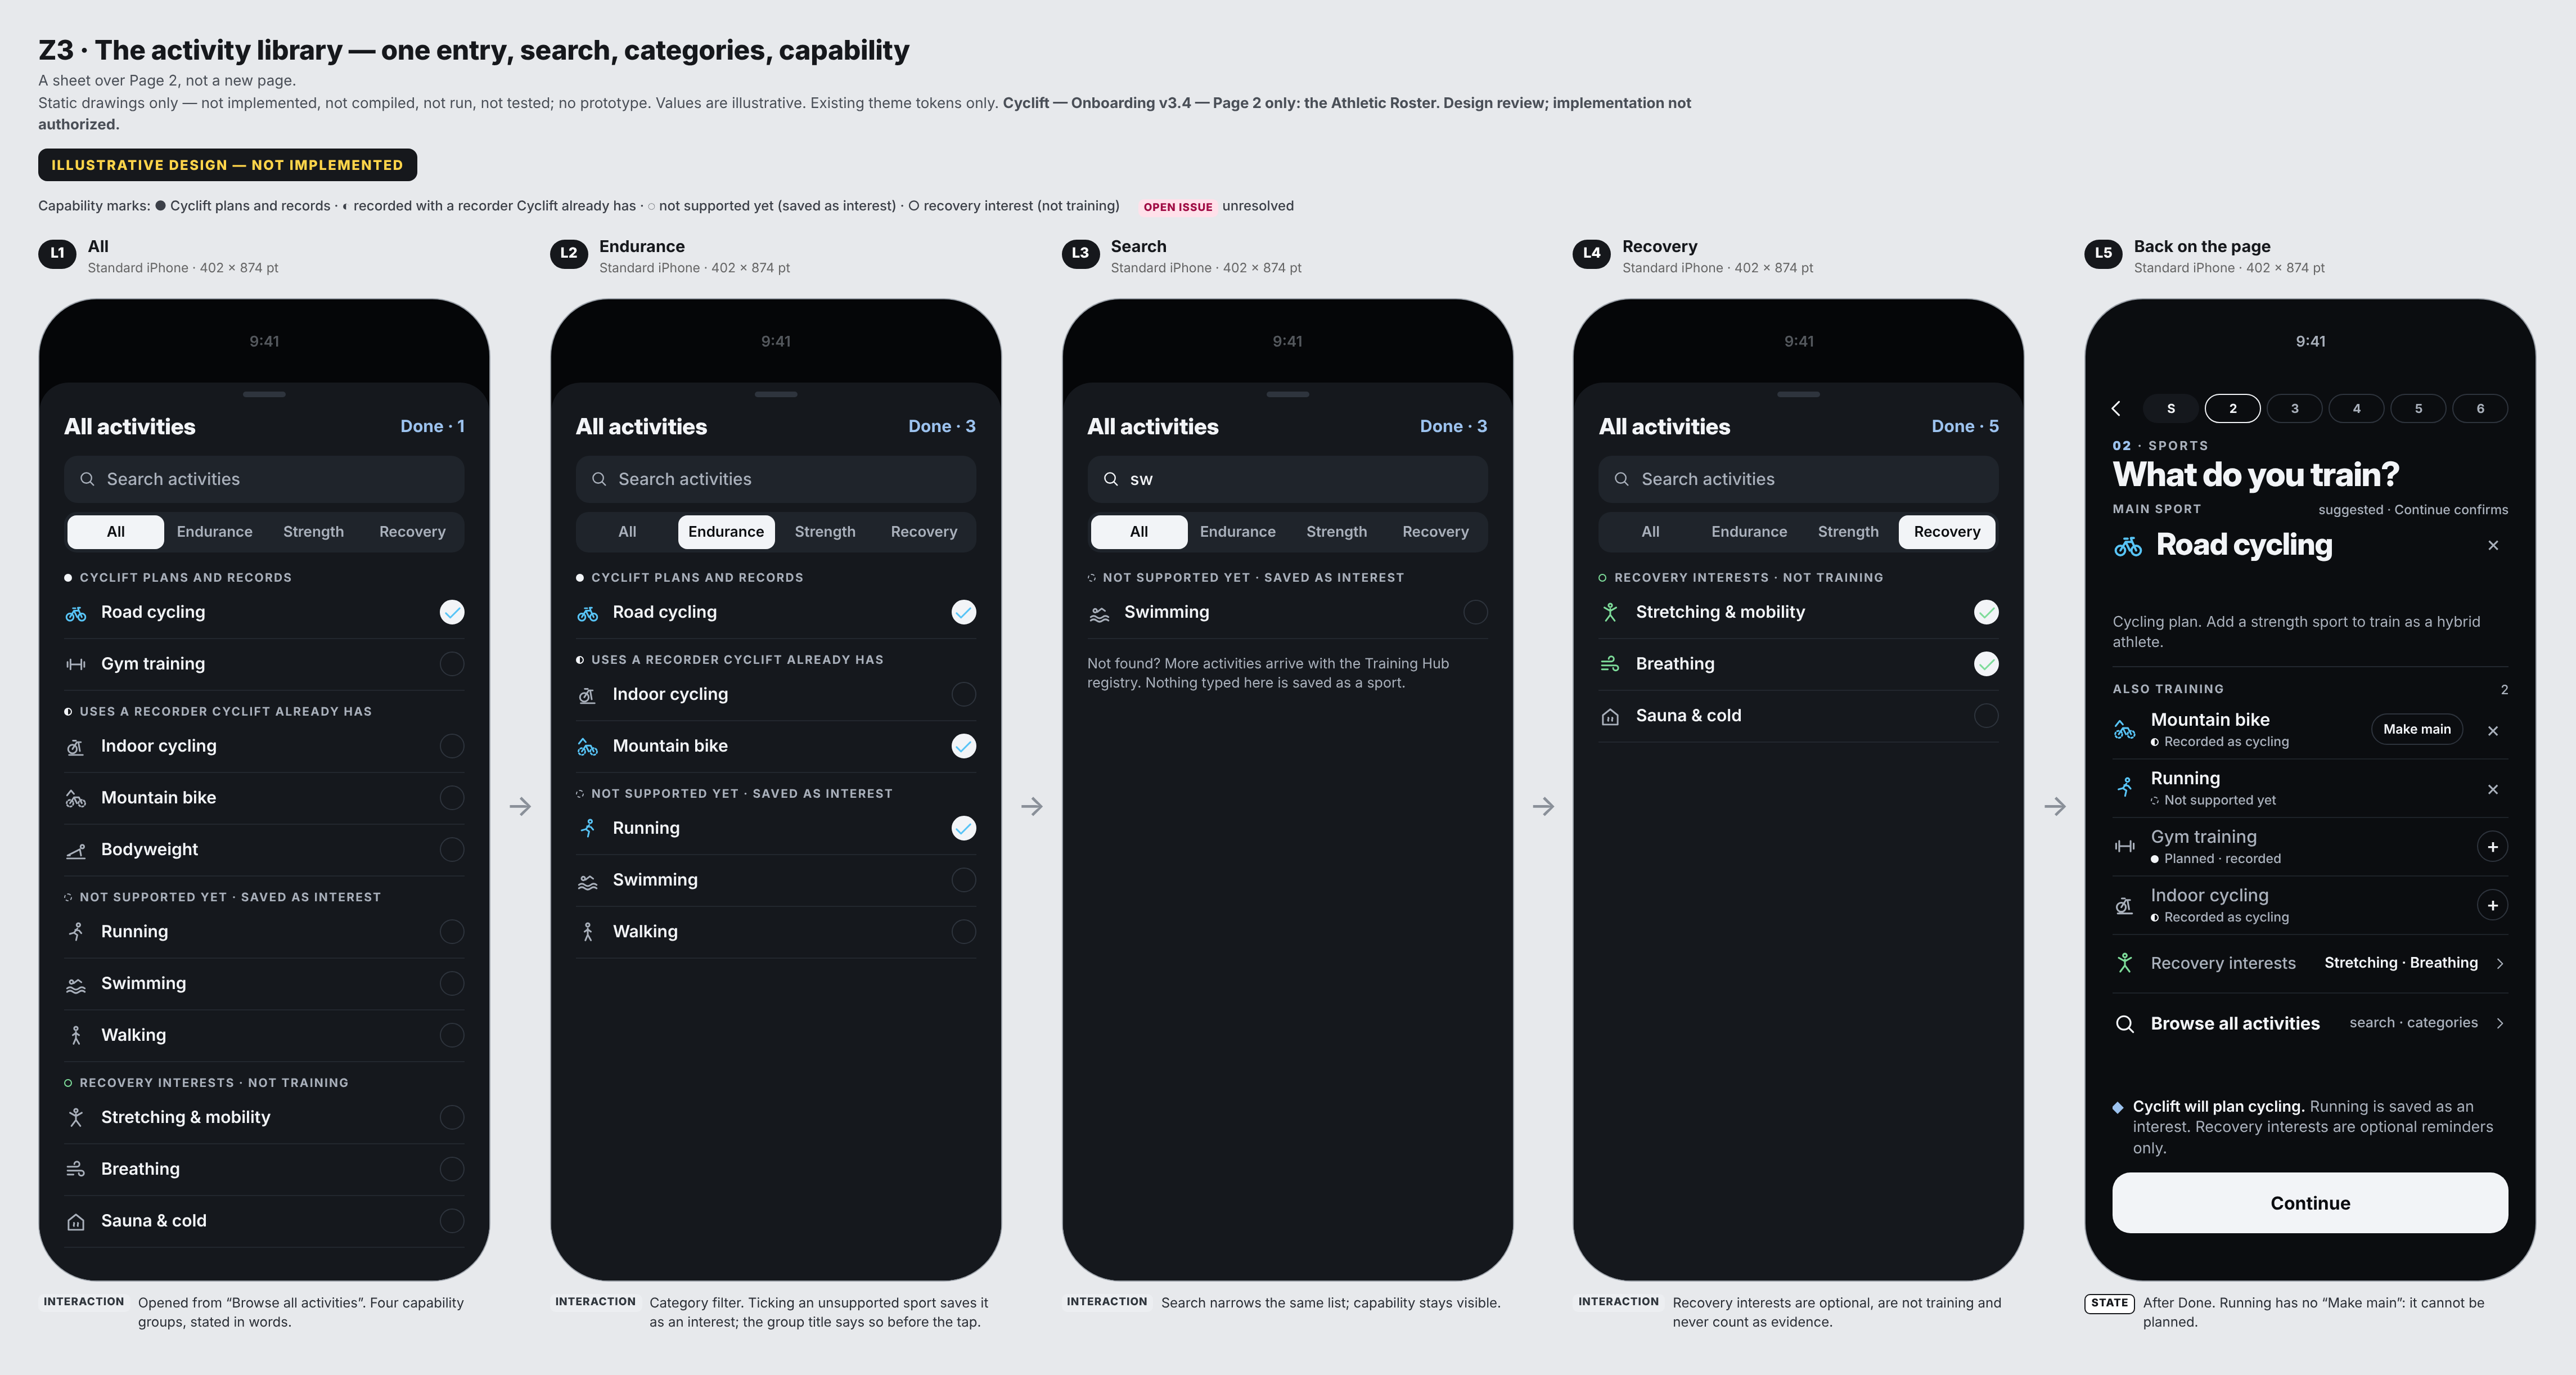 Z3 · The activity library — one entry, search, categories, capability
A sheet over Page 2, not a new page.
Static drawings only — not implemented, not compiled, not run, not tested; no prototype. Values are illustrative. Existing theme tokens only. Cyclift — Onboarding v3.4 — Page 2 only: the Athletic Roster. Design review; implementation not
authorized.
ILLUSTRATIVE DESIGN — NOT IMPLEMENTED
Capability marks: ● Cyclift plans and records · ◐ recorded with a recorder Cyclift already has · ◌ not supported yet (saved as interest) · ○ recovery interest (not training) OPEN ISSUE unresolved
L1 All
Standard iPhone · 402 × 874 pt
9:41
All activities Done · 1
Search activities
All Endurance Strength Recovery
CYCLIFT PLANS AND RECORDS
Road cycling
Gym training
USES A RECORDER CYCLIFT ALREADY HAS
Indoor cycling
Mountain bike
Bodyweight
NOT SUPPORTED YET · SAVED AS INTEREST
Running
Swimming
Walking
RECOVERY INTERESTS · NOT TRAINING
Stretching & mobility
Breathing
Sauna & cold
INTERACTION Opened from “Browse all activities”. Four capability
groups, stated in words.
L2 Endurance
Standard iPhone · 402 × 874 pt
9:41
All activities Done · 3
Search activities
All Endurance Strength Recovery
CYCLIFT PLANS AND RECORDS
Road cycling
USES A RECORDER CYCLIFT ALREADY HAS
Indoor cycling
Mountain bike
NOT SUPPORTED YET · SAVED AS INTEREST
Running
Swimming
Walking
INTERACTION Category filter. Ticking an unsupported sport saves it
as an interest; the group title says so before the tap.
L3 Search
Standard iPhone · 402 × 874 pt
9:41
All activities Done · 3
sw
All Endurance Strength Recovery
NOT SUPPORTED YET · SAVED AS INTEREST
Swimming
Not found? More activities arrive with the Training Hub
registry. Nothing typed here is saved as a sport.
INTERACTION Search narrows the same list; capability stays visible.
L4 Recovery
Standard iPhone · 402 × 874 pt
9:41
All activities Done · 5
Search activities
All Endurance Strength Recovery
RECOVERY INTERESTS · NOT TRAINING
Stretching & mobility
Breathing
Sauna & cold
INTERACTION Recovery interests are optional, are not training and
never count as evidence.
L5 Back on the page
Standard iPhone · 402 × 874 pt
9:41
S 2 3 4 5 6
02 · SPORTS
What do you train?
MAIN SPORT suggested · Continue confirms
Road cycling ×
Cycling plan. Add a strength sport to train as a hybrid
athlete.
ALSO TRAINING 2
Mountain bike Make main ×
Recorded as cycling
Running ×
Not supported yet
Gym training +
Planned · recorded
Indoor cycling +
Recorded as cycling
Recovery interests Stretching · Breathing
Browse all activities search · categories
Cyclift will plan cycling. Running is saved as an
interest. Recovery interests are optional reminders
only.
Continue
STATE After Done. Running has no “Make main”: it cannot be
planned.